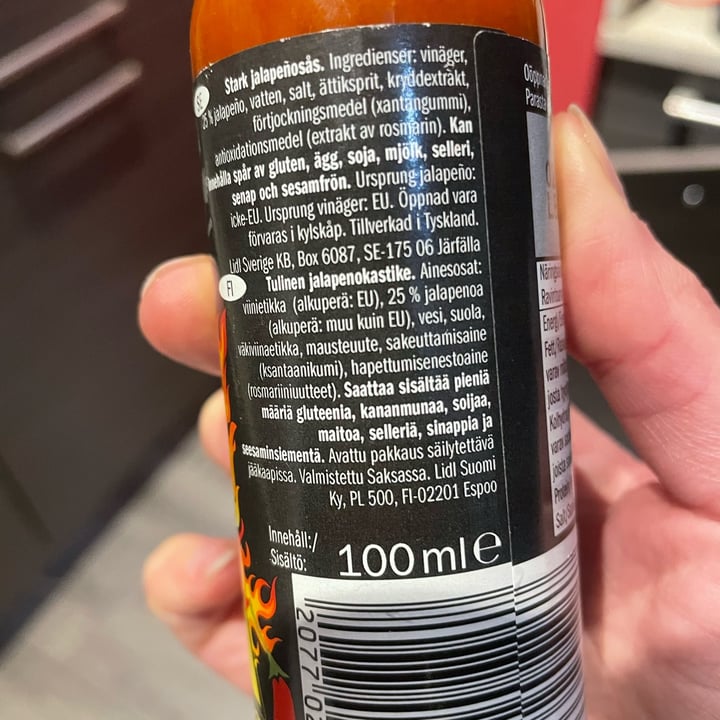 SE
Stark jalapeñosås. Ingredienser: vinäger,
25 % jalapeño, vatten, salt, ättiksprit, kryddextrakt,
förtjockningsmedel (xantangummi),
antioxidationsmedel (extrakt av rosmarin). Kan
innehålla spår av gluten, ägg, soja, mjölk, selleri,
senap och sesamfrön. Ursprung jalapeño:
icke-EU. Ursprung vinäger: EU. Öppnad vara
förvaras i kylskåp. Tillverkad i Tyskland.
Lidl Sverige KB, Box 6087, SE-175 06 Järfälla
FI
Tulinen jalapenokastike. Ainesosat:
viinietikka (alkuperä: EU), 25 % jalapenoa
(alkuperä: muu kuin EU), vesi, suola,
väkiviinaetikka, mausteuute, sakeuttamisaine
(ksantaanikumi), hapettumisenestoaine
(rosmariiniuutteet). Saattaa sisältää pieniä
määriä gluteenia, kananmunaa, soijaa,
maitoa, selleriä, sinappia ja
seesaminsiementä. Avattu pakkaus säilytettävä
jääkaapissa. Valmistettu Saksassa. Lidl Suomi
Ky, PL 500, FI-02201 Espoo
Innehåll:/
Sisältö: 100 ml e
2077